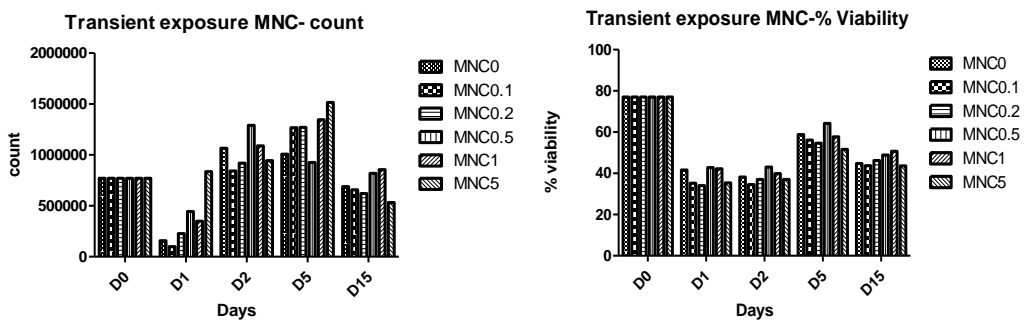 Transient exposure MNC- count
2000000
1500000
1000000
500000
0
count
D0
D1
D2
D5
D15
Days
MNC0
MNC0.1
MNC0.2
MNC0.5
MNC1
MNC5
Transient exposure MNC-% Viability
100
80
60
40
20
0
% viability
D0
D1
D2
D5
D15
Days
MNC0
MNC0.1
MNC0.2
MNC0.5
MNC1
MNC5